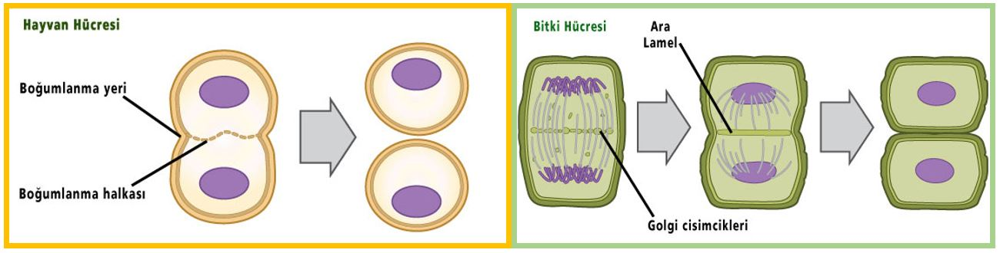 Hayvan Hücresi
Boğumlanma yeri
Boğumlanma halkası
Bitki Hücresi
Ara
Lamel
Golgi cisimcikleri